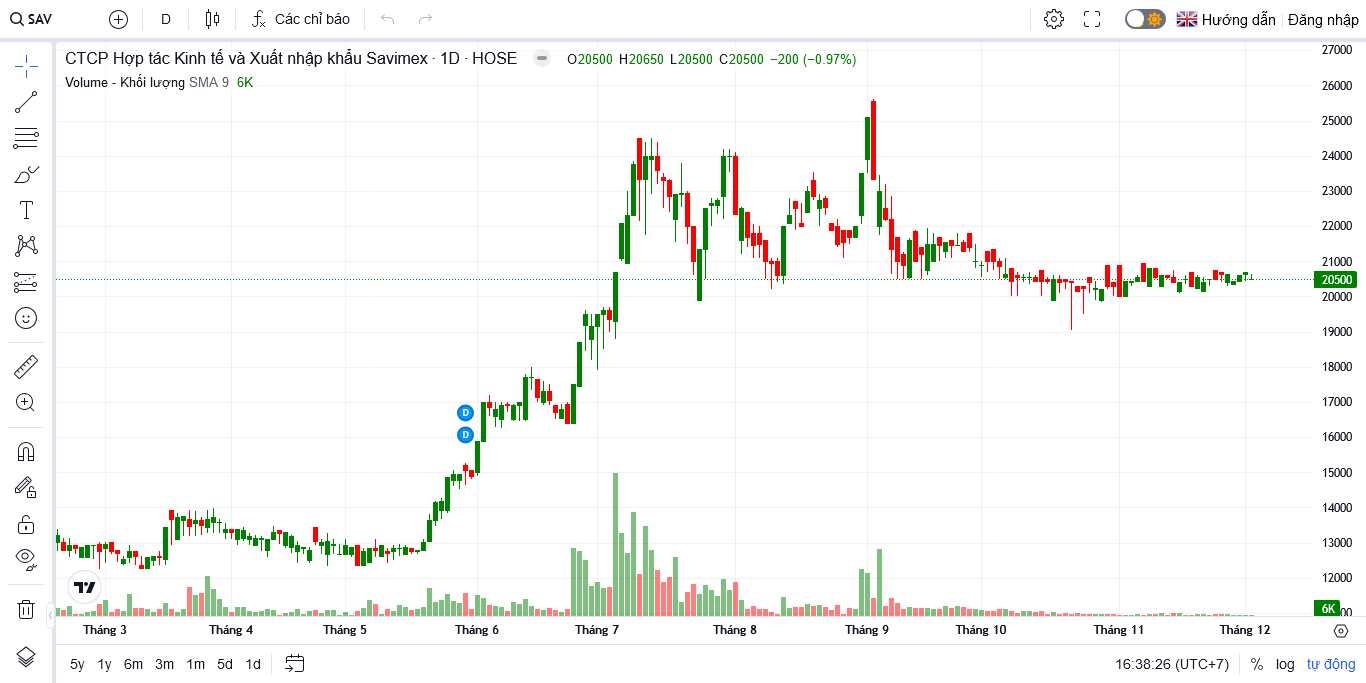 SAV D Các chỉ báo Hướng dẫn Đăng nhập
CTCP Hợp tác Kinh tế và Xuất nhập khẩu Savimex · 1D · HOSE O20500 H20650 L20500 C20500 −200 (−0.97%)
Volume - Khối lượng SMA 9 6K
27000
26000
25000
24000
23000
22000
21000
20500
20000
19000
18000
17000
D
16000
D
15000
14000
13000
12000
6K
Tháng 3 Tháng 4 Tháng 5 Tháng 6 Tháng 7 Tháng 8 Tháng 9 Tháng 10 Tháng 11 Tháng 12
5y 1y 6m 3m 1m 5d 1d 16:38:26 (UTC+7) % log tự động